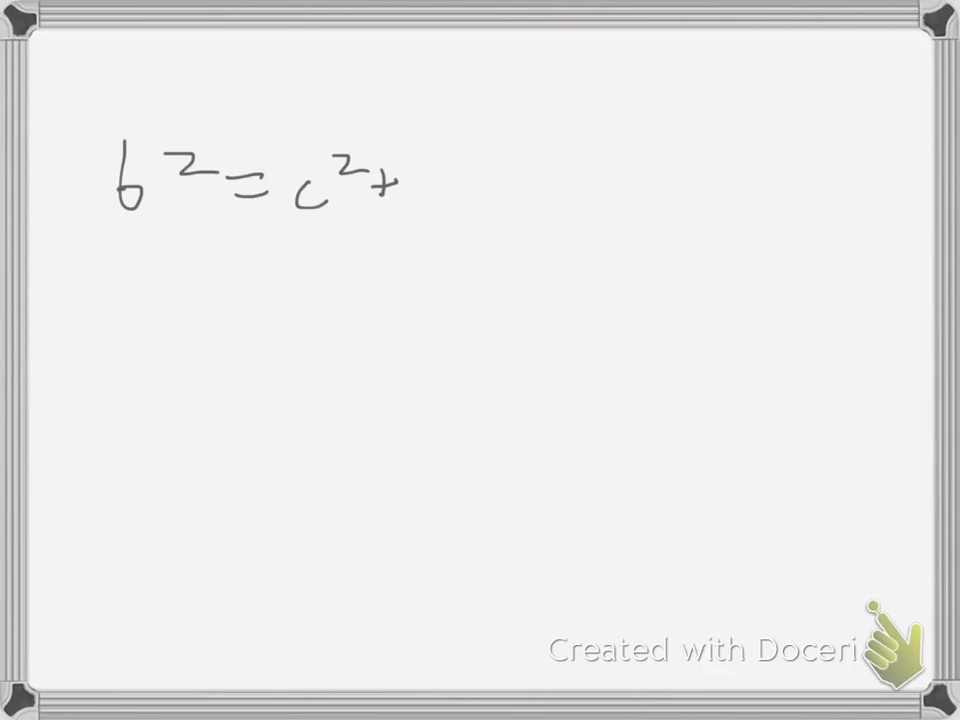 b² = c² +
Created with Doceri